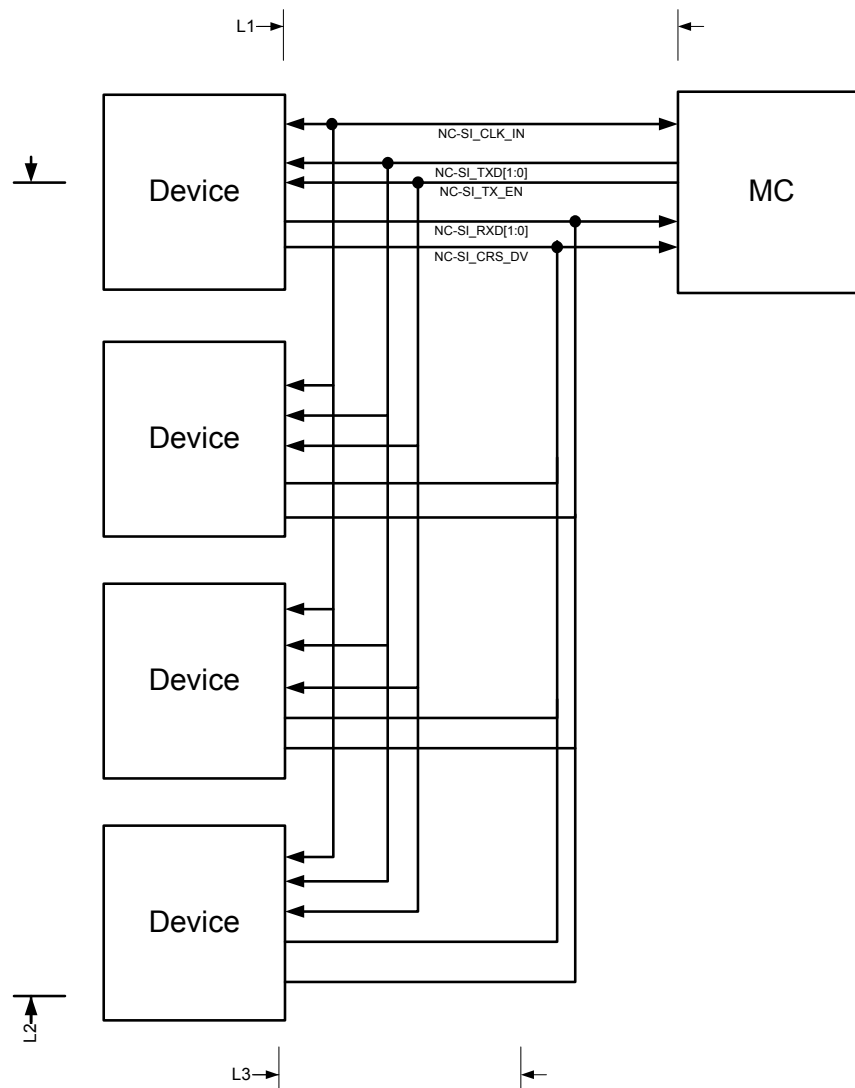 L1
NC-SI_CLK_IN
Device
MC
NC-SI_TXD[1:0]
NC-SI_TX_EN
NC-SI_RXD[1:0]
NC-SI_CRS_DV
Device
Device
Device
L2
L3